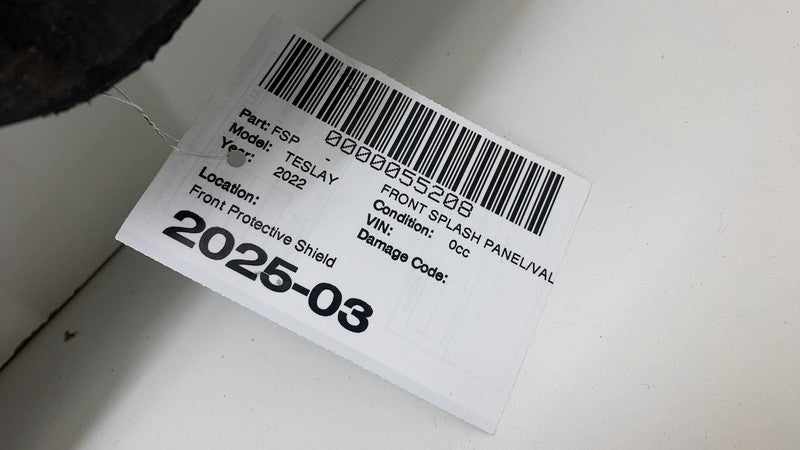 0000055208
Part: FSP - FRONT SPLASH PANEL/VAL
Model: TESLAY Condition: 0cc
Year: 2022 VIN:
Damage Code:
Location:
Front Protective Shield
2025-03